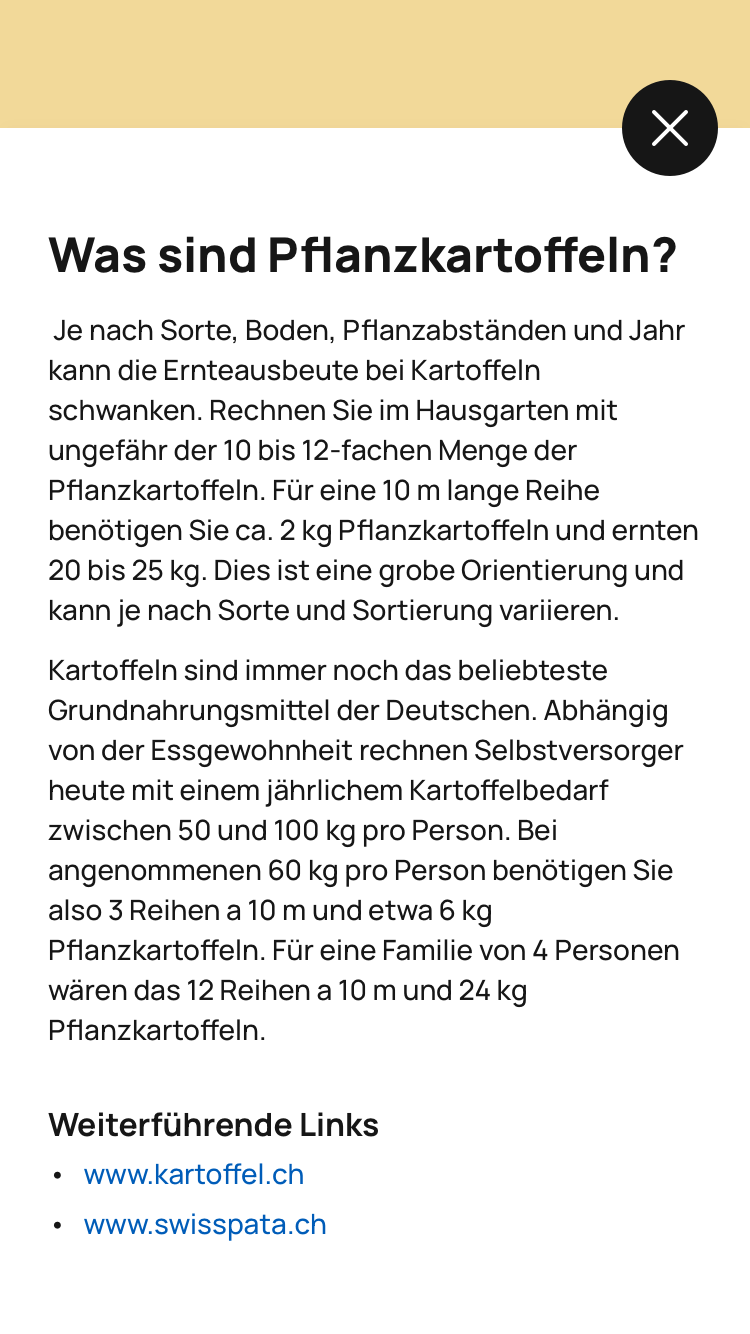 Was sind Pflanzkartoffeln?
Je nach Sorte, Boden, Pflanzabständen und Jahr
kann die Ernteausbeute bei Kartoffeln
schwanken. Rechnen Sie im Hausgarten mit
ungefähr der 10 bis 12-fachen Menge der
Pflanzkartoffeln. Für eine 10 m lange Reihe
benötigen Sie ca. 2 kg Pflanzkartoffeln und ernten
20 bis 25 kg. Dies ist eine grobe Orientierung und
kann je nach Sorte und Sortierung variieren.
Kartoffeln sind immer noch das beliebteste
Grundnahrungsmittel der Deutschen. Abhängig
von der Essgewohnheit rechnen Selbstversorger
heute mit einem jährlichem Kartoffelbedarf
zwischen 50 und 100 kg pro Person. Bei
angenommenen 60 kg pro Person benötigen Sie
also 3 Reihen a 10 m und etwa 6 kg
Pflanzkartoffeln. Für eine Familie von 4 Personen
wären das 12 Reihen a 10 m und 24 kg
Pflanzkartoffeln.
Weiterführende Links
• www.kartoffel.ch
• www.swisspata.ch